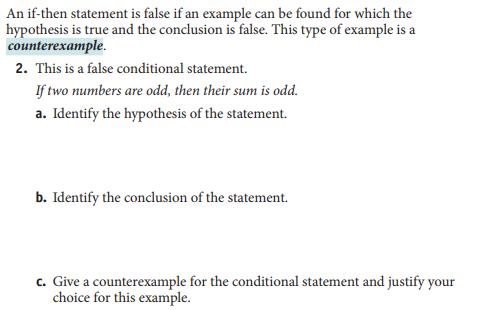 An if-then statement is false if an example can be found for which the
hypothesis is true and the conclusion is false. This type of example is a
counterexample.
2. This is a false conditional statement.
If two numbers are odd, then their sum is odd.
a. Identify the hypothesis of the statement.
b. Identify the conclusion of the statement.
c. Give a counterexample for the conditional statement and justify your
choice for this example.